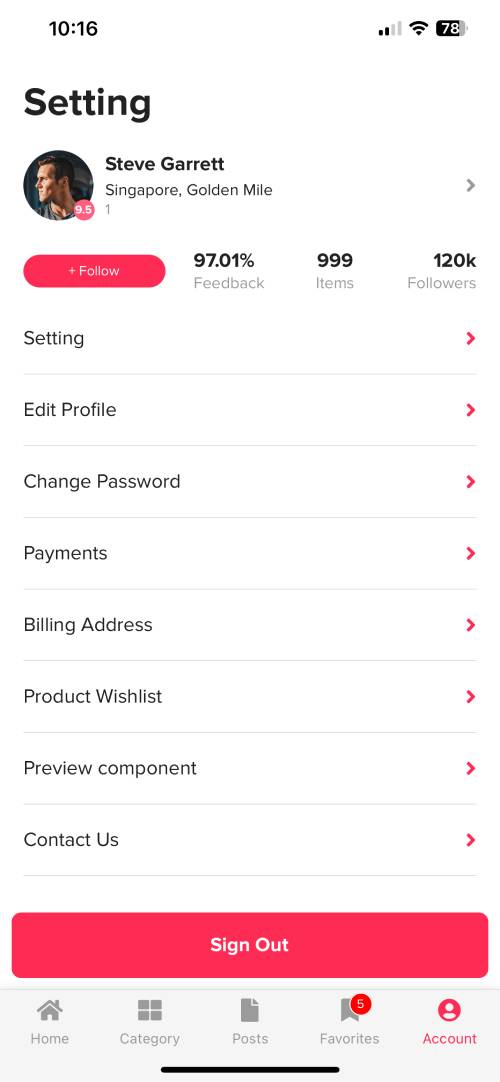 10:16
78
Setting
Steve Garrett
Singapore, Golden Mile
9.5
1
+ Follow
97.01%
Feedback
999
Items
120k
Followers
Setting
Edit Profile
Change Password
Payments
Billing Address
Product Wishlist
Preview component
Contact Us
Sign Out
5
Home
Category
Posts
Favorites
Account